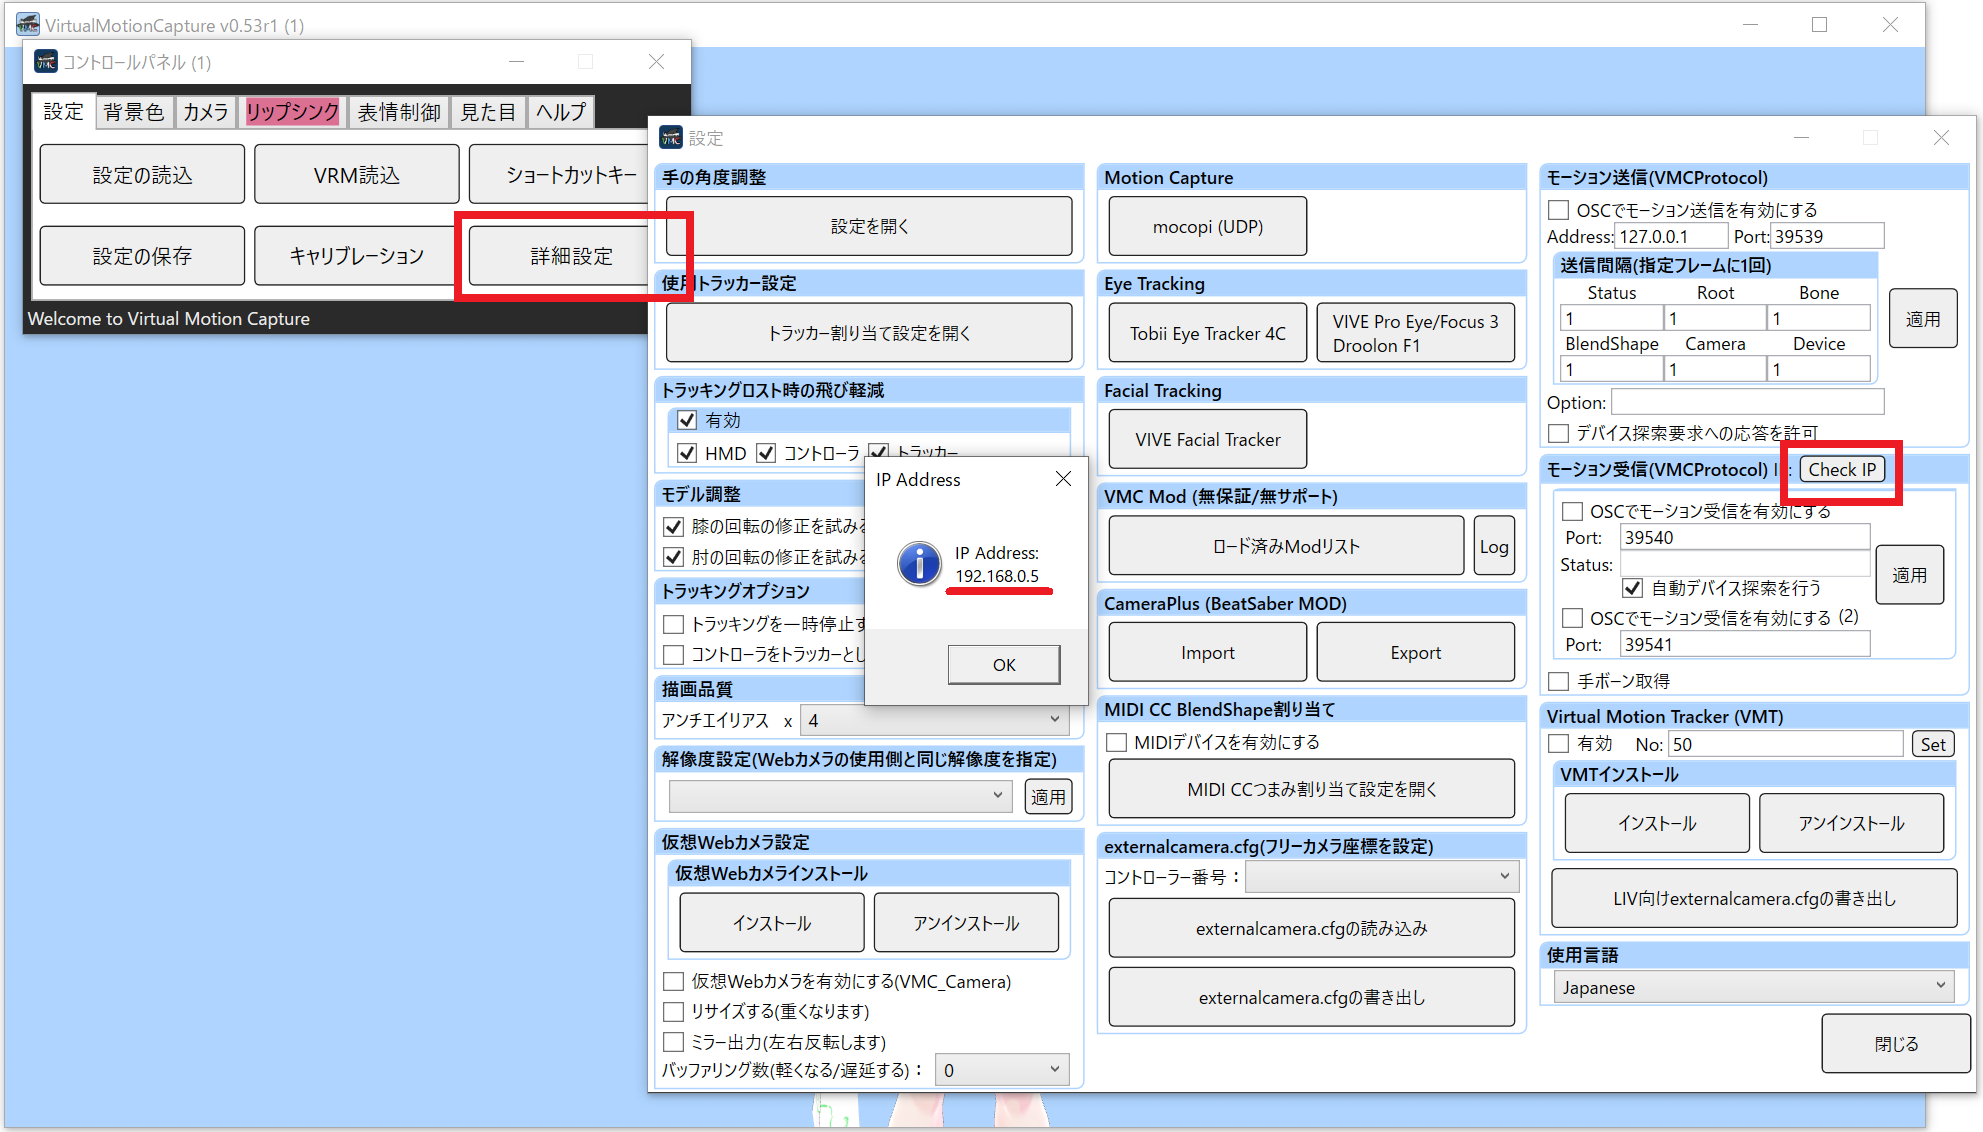 VirtualMotionCapture v0.53r1 (1)
コントロールパネル (1)
設定 背景色 カメラ リップシンク 表情制御 見た目 ヘルプ
設定の読込 VRM読込 ショートカットキー
設定の保存 キャリブレーション 詳細設定
Welcome to Virtual Motion Capture
設定
手の角度調整
設定を開く
使用トラッカー設定
トラッカー割り当て設定を開く
トラッキングロスト時の飛び軽減
有効
HMD コントローラ トラッカー
モデル調整
膝の回転の修正を試みる
肘の回転の修正を試みる
トラッキングオプション
トラッキングを一時停止す
コントローラをトラッカーとし
描画品質
アンチエイリアス x 4
解像度設定(Webカメラの使用側と同じ解像度を指定)
適用
仮想Webカメラ設定
仮想Webカメラインストール
インストール アンインストール
仮想Webカメラを有効にする(VMC_Camera)
リサイズする(重くなります)
ミラー出力(左右反転します)
バッファリング数(軽くなる/遅延する)： 0
IP Address
IP Address:
192.168.0.5
OK
Motion Capture
mocopi (UDP)
Eye Tracking
Tobii Eye Tracker 4C
VIVE Pro Eye/Focus 3
Droolon F1
Facial Tracking
VIVE Facial Tracker
VMC Mod (無保証/無サポート)
ロード済みModリスト Log
CameraPlus (BeatSaber MOD)
Import Export
MIDI CC BlendShape割り当て
MIDIデバイスを有効にする
MIDI CCつまみ割り当て設定を開く
externalcamera.cfg(フリーカメラ座標を設定)
コントローラー番号：
externalcamera.cfgの読み込み
externalcamera.cfgの書き出し
モーション送信(VMCProtocol)
OSCでモーション送信を有効にする
Address: 127.0.0.1 Port: 39539
送信間隔(指定フレームに1回)
Status Root Bone
1 1 1
BlendShape Camera Device
1 1 1
適用
Option:
デバイス探索要求への応答を許可
モーション受信(VMCProtocol) Check IP
OSCでモーション受信を有効にする
Port: 39540
Status:
自動デバイス探索を行う
適用
OSCでモーション受信を有効にする (2)
Port: 39541
手ボーン取得
Virtual Motion Tracker (VMT)
有効 No: 50 Set
VMTインストール
インストール アンインストール
LIV向けexternalcamera.cfgの書き出し
使用言語
Japanese
閉じる